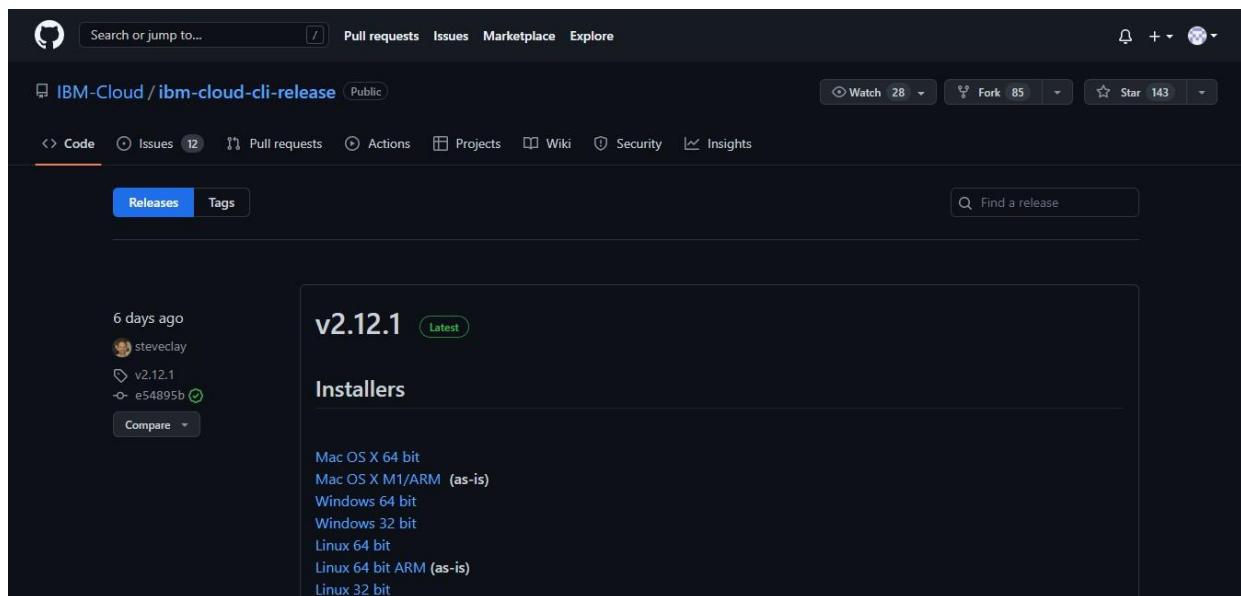 Search or jump to... / Pull requests Issues Marketplace Explore
IBM-Cloud / ibm-cloud-cli-release Public Watch 28 Fork 85 Star 143
<> Code Issues 12 Pull requests Actions Projects Wiki Security Insights
Releases Tags Find a release
6 days ago
steveclay
v2.12.1
e54895b
Compare
v2.12.1 Latest
Installers
Mac OS X 64 bit
Mac OS X M1/ARM (as-is)
Windows 64 bit
Windows 32 bit
Linux 64 bit
Linux 64 bit ARM (as-is)
Linux 32 bit